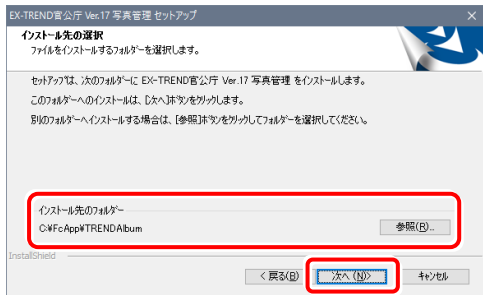 EX-TREND官公庁 Ver.17 写真管理 セットアップ
インストール先の選択
ファイルをインストールするフォルダーを選択します。
セットアップは、次のフォルダーに EX-TREND官公庁 Ver.17 写真管理 をインストールします。
このフォルダーへのインストールは、[次へ]ボタンをクリックします。
別のフォルダーへインストールする場合は、[参照]ボタンをクリックしてフォルダーを選択してください。
インストール先のフォルダー
C:¥FcApp¥TRENDAlbum
参照(R)...
InstallShield
< 戻る(B)
次へ (N)>
キャンセル